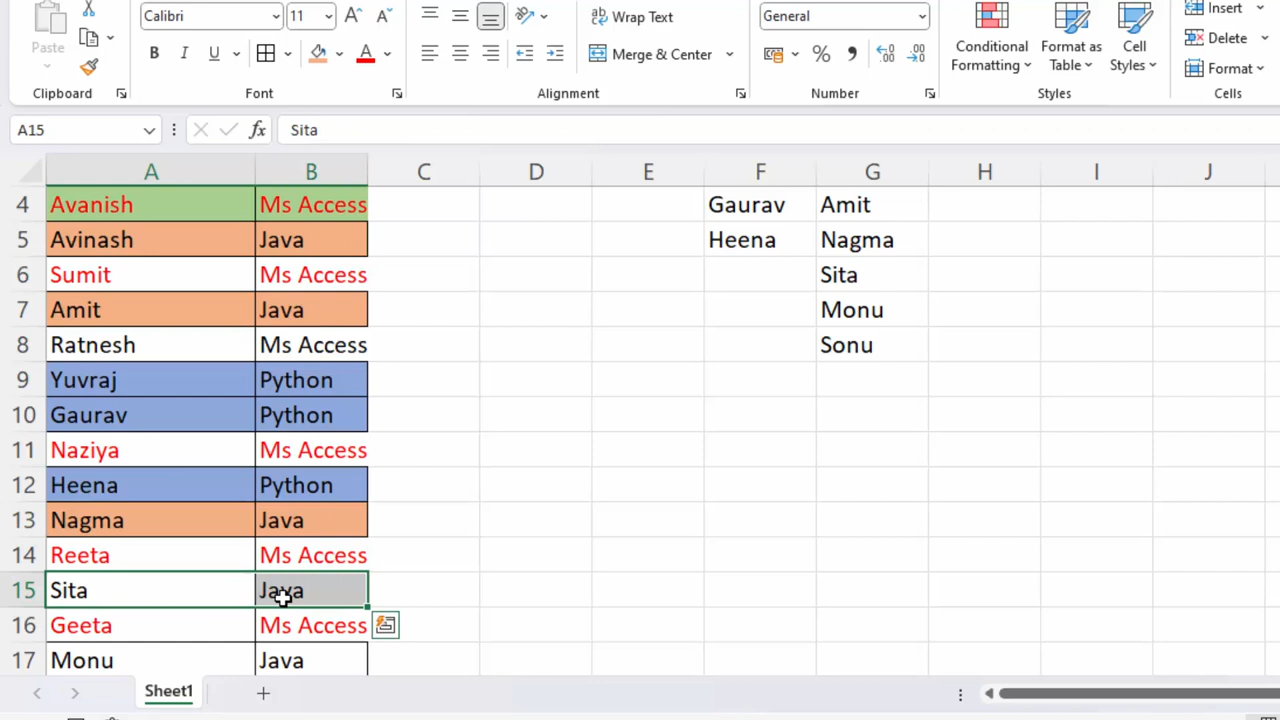 Calibri 11 A A Wrap Text General Insert
Paste B I U A Merge & Center % Conditional Formatting Format as Table Cell Styles Delete
Format
Clipboard Font Alignment Number Styles Cells
A15 fx Sita
A B C D E F G H I J
4 Avanish Ms Access Gaurav Amit
5 Avinash Java Heena Nagma
6 Sumit Ms Access Sita
7 Amit Java Monu
8 Ratnesh Ms Access Sonu
9 Yuvraj Python
10 Gaurav Python
11 Naziya Ms Access
12 Heena Python
13 Nagma Java
14 Reeta Ms Access
15 Sita Java
16 Geeta Ms Access
17 Monu Java
Sheet1